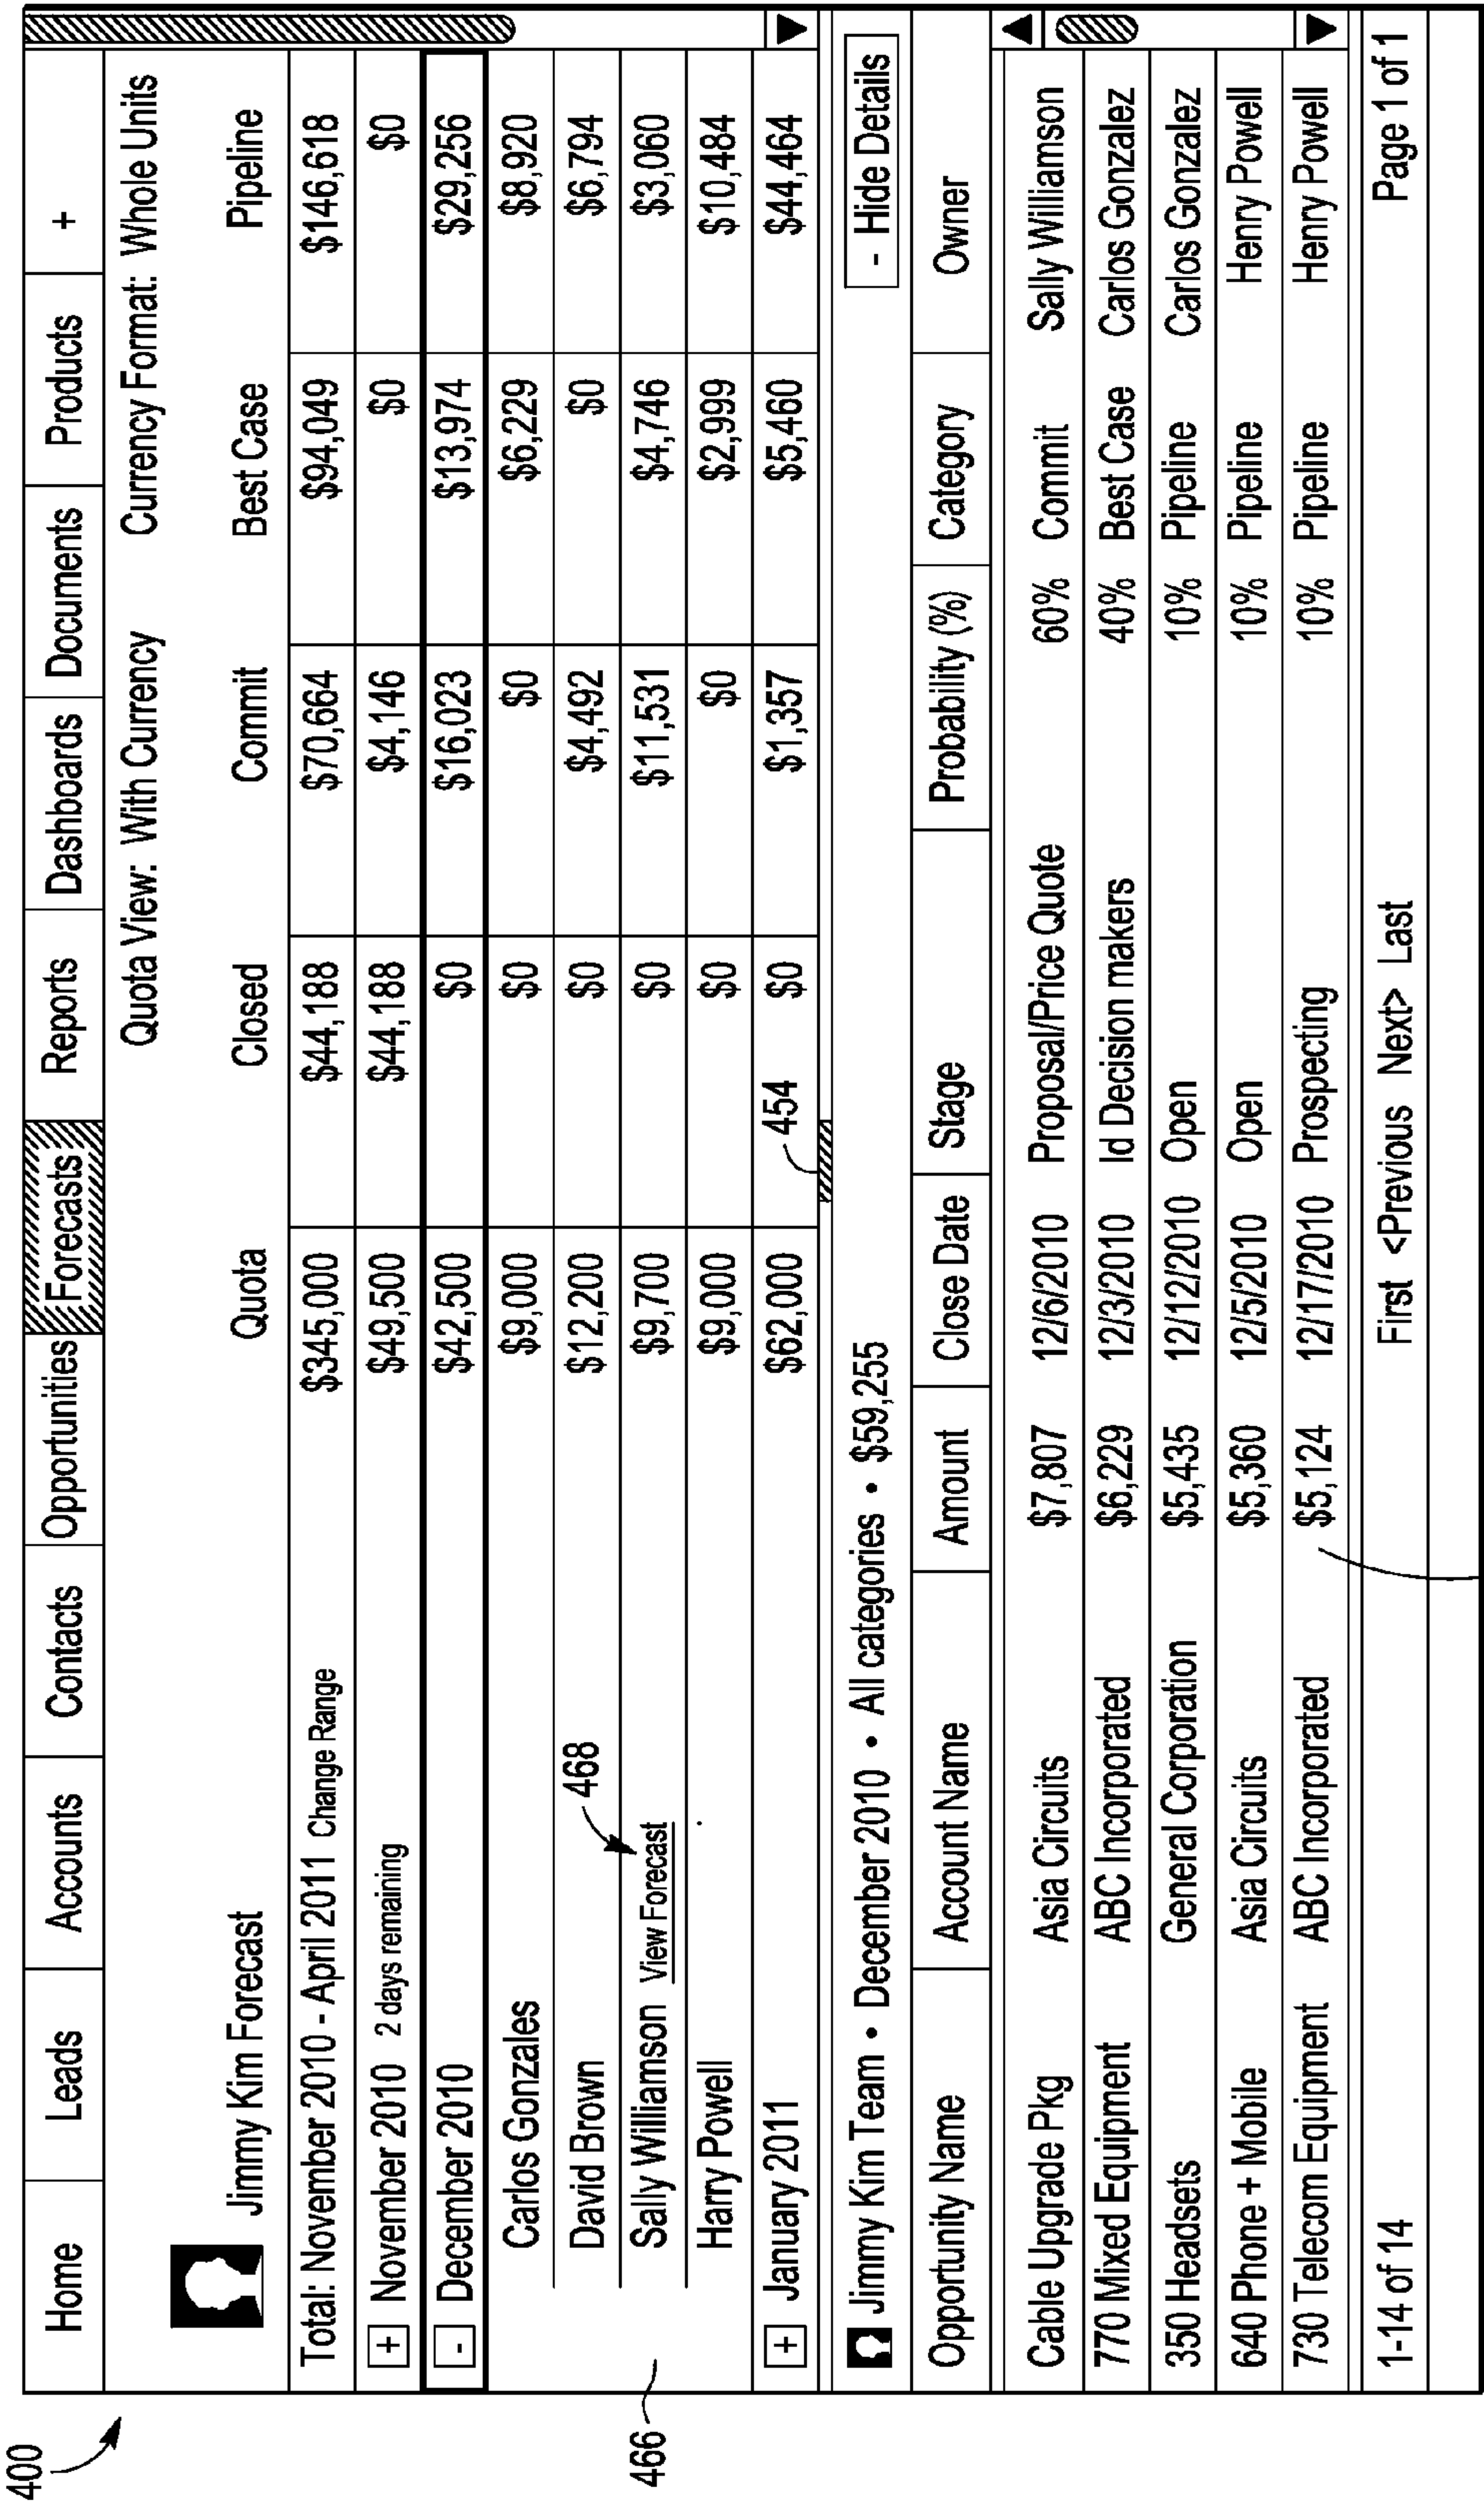 400
Home Leads Accounts Contacts Opportunities Forecasts Reports Dashboards Documents Products +
Quota View: With Currency Currency Format: Whole Units
Jimmy Kim Forecast Quota Closed Commit Best Case Pipeline
Total: November 2010 - April 2011 Change Range $345,000 $44,188 $70,664 $94,049 $146,618
+ November 2010 2 days remaining $49,500 $44,188 $4,146 $0 $0
- December 2010 $42,500 $0 $16,023 $13,974 $29,256
Carlos Gonzales $9,000 $0 $0 $6,229 $8,920
David Brown $12,200 $0 $4,492 $0 $6,794
468
466
Sally Williamson View Forecast $9,700 $0 $11,531 $4,746 $3,060
Harry Powell $9,000 $0 $0 $2,999 $10,484
+ January 2011 $62,000 $0 $1,357 $5,460 $44,464
454
Jimmy Kim Team • December 2010 • All categories • $59,255 - Hide Details
Opportunity Name Account Name Amount Close Date Stage Probability (%) Category Owner
Cable Upgrade Pkg Asia Circuits $7,807 12/6/2010 Proposal/Price Quote 60% Commit Sally Williamson
770 Mixed Equipment ABC Incorporated $6,229 12/3/2010 Id Decision makers 40% Best Case Carlos Gonzalez
350 Headsets General Corporation $5,435 12/12/2010 Open 10% Pipeline Carlos Gonzalez
640 Phone + Mobile Asia Circuits $5,360 12/5/2010 Open 10% Pipeline Henry Powell
730 Telecom Equipment ABC Incorporated $5,124 12/17/2010 Prospecting 10% Pipeline Henry Powell
1-14 of 14 First <Previous Next> Last Page 1 of 1